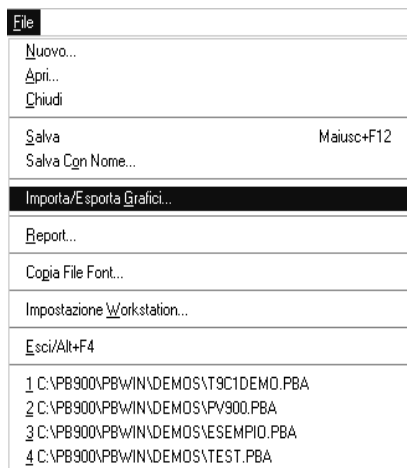 File
Nuovo...
Apri...
Chiudi
Salva Maiusc+F12
Salva Con Nome...
Importa/Esporta Grafici...
Report...
Copia File Font...
Impostazione Workstation...
Esci/Alt+F4
1 C:\PB900\PBWIN\DEMOS\T9C1DEMO.PBA
2 C:\PB900\PBWIN\DEMOS\PV900.PBA
3 C:\PB900\PBWIN\DEMOS\ESEMPIO.PBA
4 C:\PB900\PBWIN\DEMOS\TEST.PBA